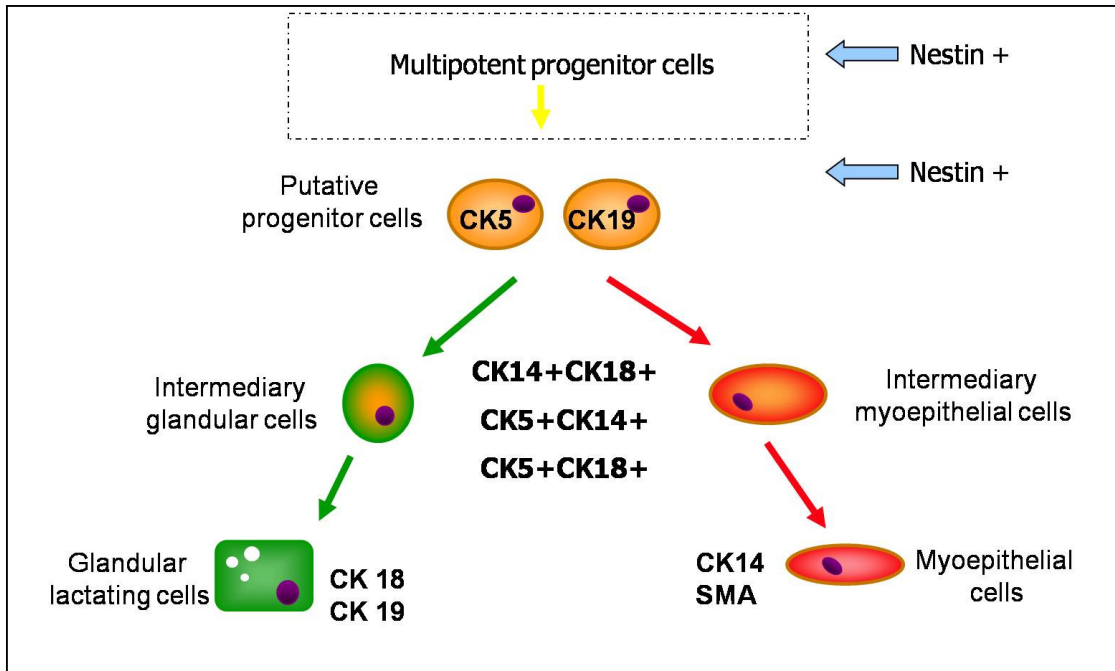 Multipotent progenitor cells
Nestin +
Nestin +
Putative
progenitor cells
CK5
CK19
Intermediary
glandular cells
CK14+CK18+
CK5+CK14+
CK5+CK18+
Intermediary
myoepithelial cells
Glandular
lactating cells
CK 18
CK 19
CK14
SMA
Myoepithelial
cells